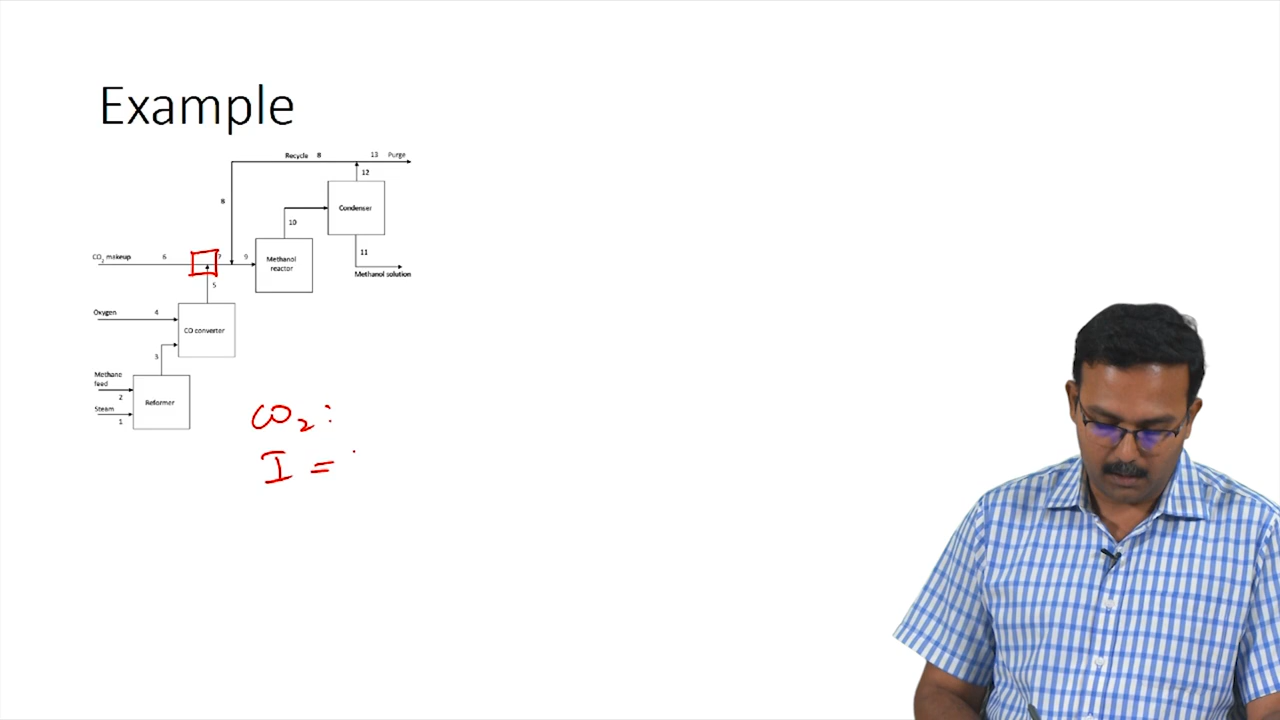 Example
Recycle 8 13 Purge
12
8
Condenser
10
11
Methanol solution
CO2 makeup 6 7 9
Methanol reactor
5
Oxygen 4
CO converter
3
Methane feed
2
Reformer
Steam
1
CO2:
I =